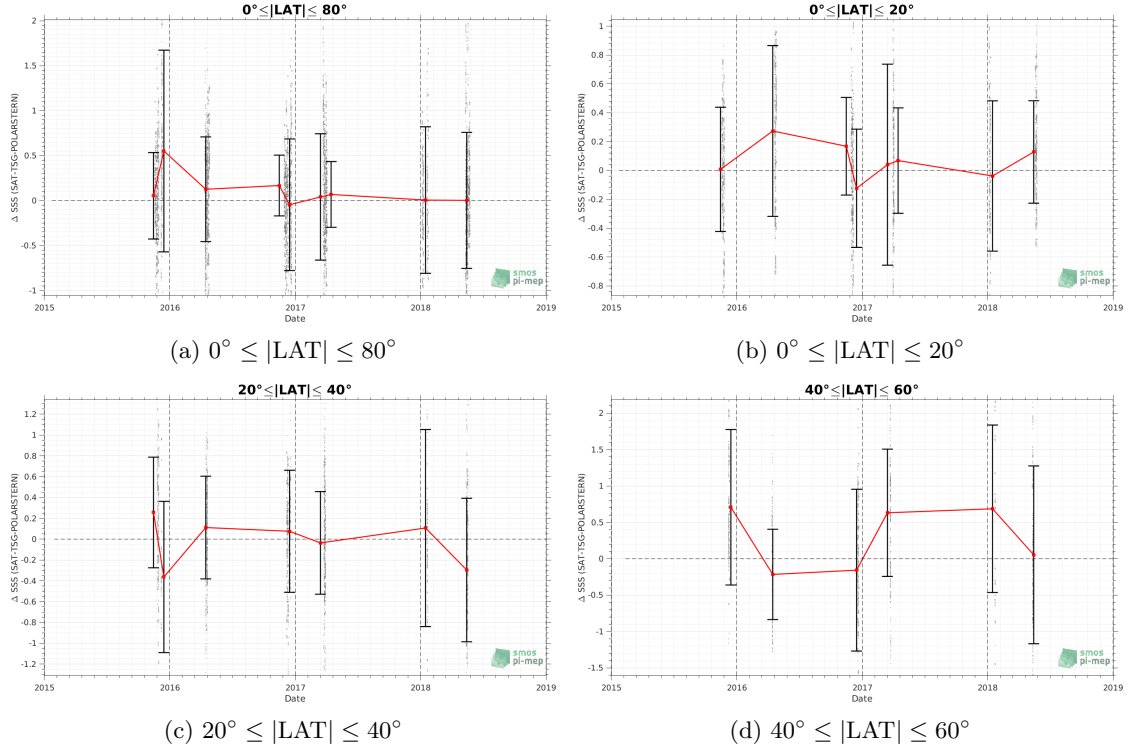 0°≤|LAT|≤ 80°
2
1.5
1
0.5
0
-0.5
-1
Δ SSS (SAT-TSG-POLARSTERN)
2015 2016 2017 2018 2019
Date
smos
pi-mep
(a) 0° ≤ |LAT| ≤ 80°
0°≤|LAT|≤ 20°
1
0.8
0.6
0.4
0.2
0
-0.2
-0.4
-0.6
-0.8
Δ SSS (SAT-TSG-POLARSTERN)
2015 2016 2017 2018 2019
Date
smos
pi-mep
(b) 0° ≤ |LAT| ≤ 20°
20°≤|LAT|≤ 40°
1.2
1
0.8
0.6
0.4
0.2
0
-0.2
-0.4
-0.6
-0.8
-1
-1.2
Δ SSS (SAT-TSG-POLARSTERN)
2015 2016 2017 2018 2019
Date
smos
pi-mep
(c) 20° ≤ |LAT| ≤ 40°
40°≤|LAT|≤ 60°
2
1.5
1
0.5
0
-0.5
-1
-1.5
Δ SSS (SAT-TSG-POLARSTERN)
2015 2016 2017 2018 2019
Date
smos
pi-mep
(d) 40° ≤ |LAT| ≤ 60°